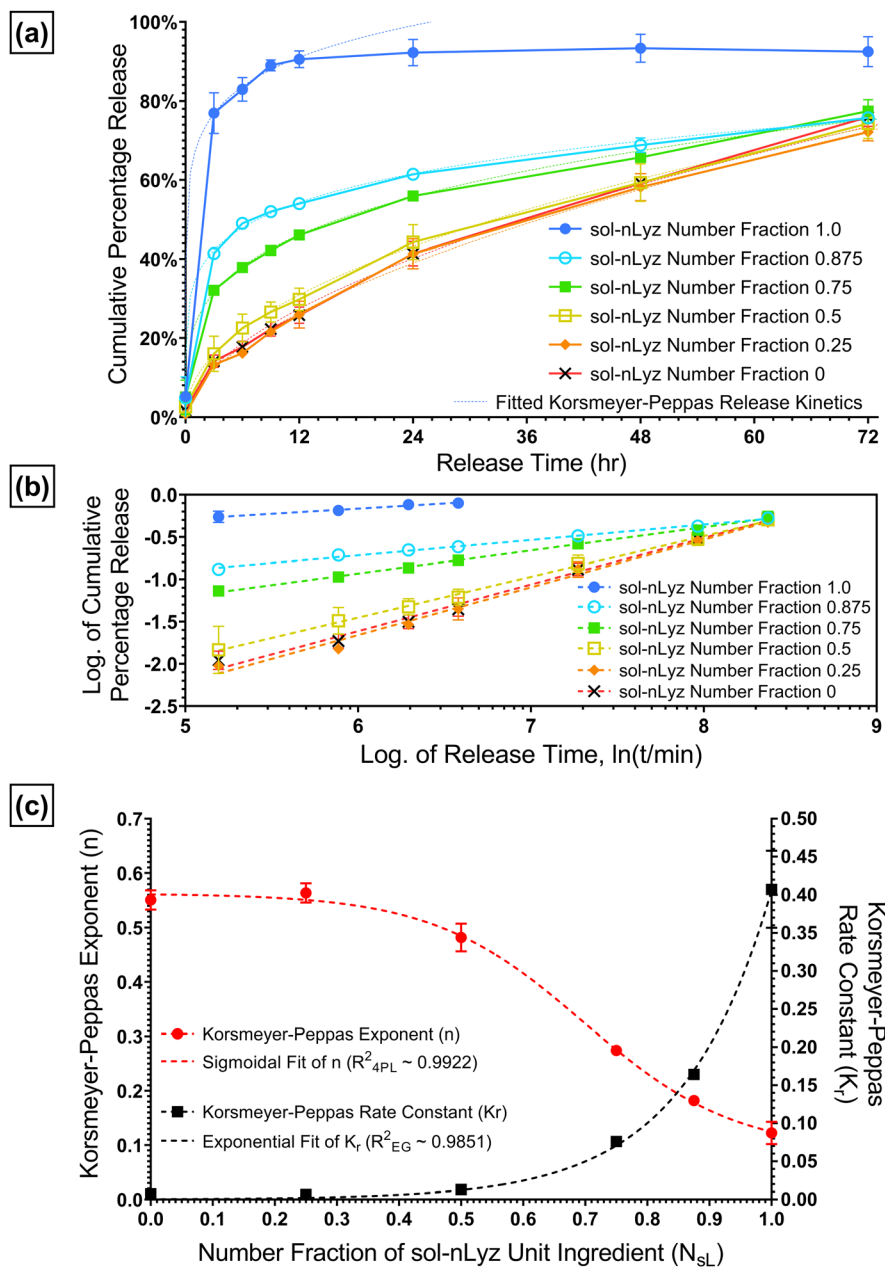 (a)
100%
80%
60%
40%
20%
0%
Cumulative Percentage Release
sol-nLyz Number Fraction 1.0
sol-nLyz Number Fraction 0.875
sol-nLyz Number Fraction 0.75
sol-nLyz Number Fraction 0.5
sol-nLyz Number Fraction 0.25
sol-nLyz Number Fraction 0
Fitted Korsmeyer-Peppas Release Kinetics
0 12 24 36 48 60 72
Release Time (hr)
(b)
0.0
-0.5
-1.0
-1.5
-2.0
-2.5
Log. of Cumulative
Percentage Release
sol-nLyz Number Fraction 1.0
sol-nLyz Number Fraction 0.875
sol-nLyz Number Fraction 0.75
sol-nLyz Number Fraction 0.5
sol-nLyz Number Fraction 0.25
sol-nLyz Number Fraction 0
5 6 7 8 9
Log. of Release Time, ln(t/min)
(c)
0.7
0.6
0.5
0.4
0.3
0.2
0.1
0.0
Korsmeyer-Peppas Exponent (n)
Korsmeyer-Peppas Exponent (n)
Sigmoidal Fit of n (R²4PL ~ 0.9922)
Korsmeyer-Peppas Rate Constant (Kr)
Exponential Fit of Kr (R²EG ~ 0.9851)
0.50
0.45
0.40
0.35
0.30
0.25
0.20
0.15
0.10
0.05
0.00
Korsmeyer-Peppas
Rate Constant (Kr)
0.0 0.1 0.2 0.3 0.4 0.5 0.6 0.7 0.8 0.9 1.0
Number Fraction of sol-nLyz Unit Ingredient (NsL)